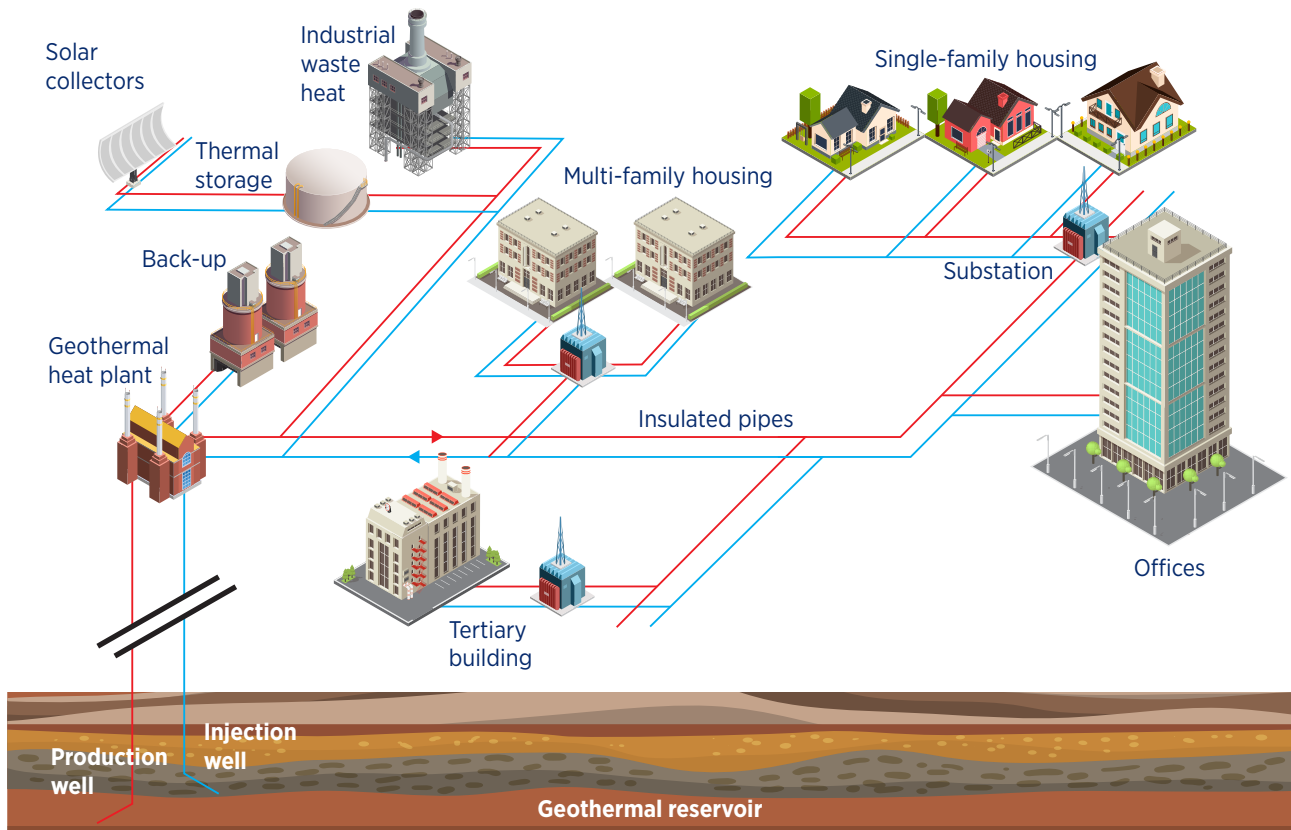 Solar
collectors
Industrial
waste
heat
Single-family housing
Thermal
storage
Multi-family housing
Back-up
Substation
Geothermal
heat plant
Insulated pipes
Offices
Tertiary
building
Injection
well
Production
well
Geothermal reservoir